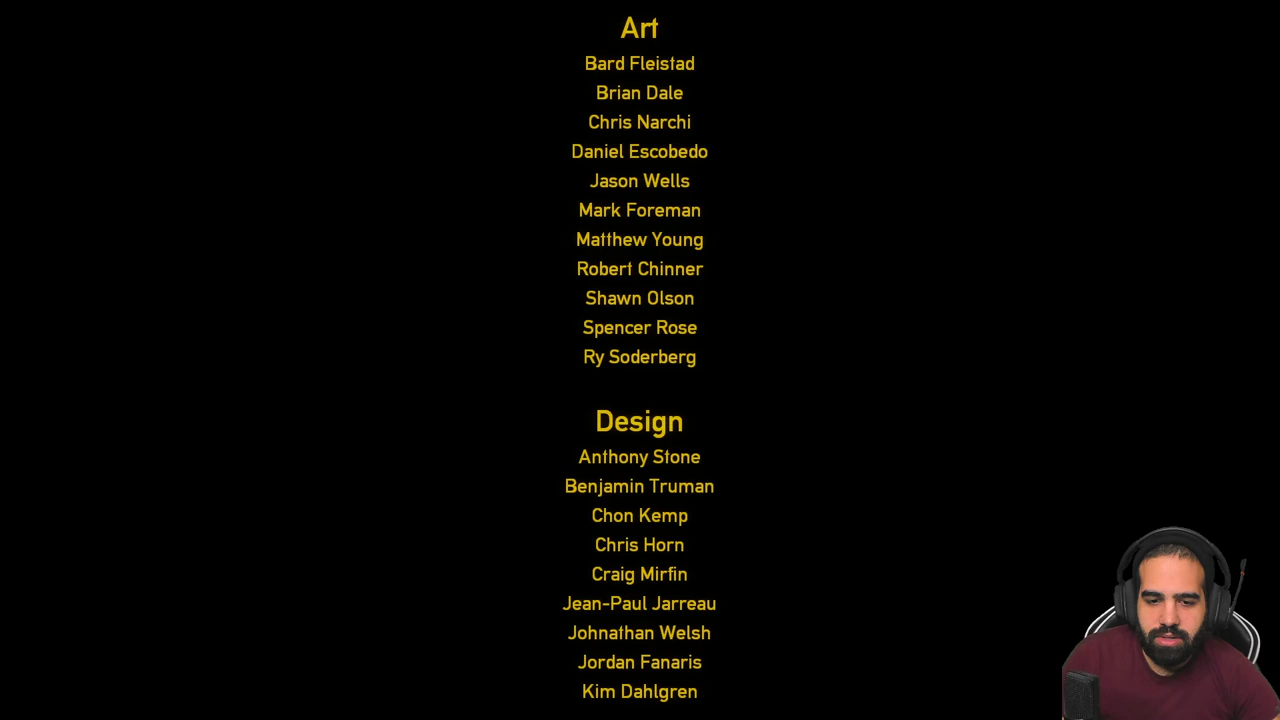 Art
Bard Fleistad
Brian Dale
Chris Narchi
Daniel Escobedo
Jason Wells
Mark Foreman
Matthew Young
Robert Chinner
Shawn Olson
Spencer Rose
Ry Soderberg
Design
Anthony Stone
Benjamin Truman
Chon Kemp
Chris Horn
Craig Mirfin
Jean-Paul Jarreau
Johnathan Welsh
Jordan Fanaris
Kim Dahlgren